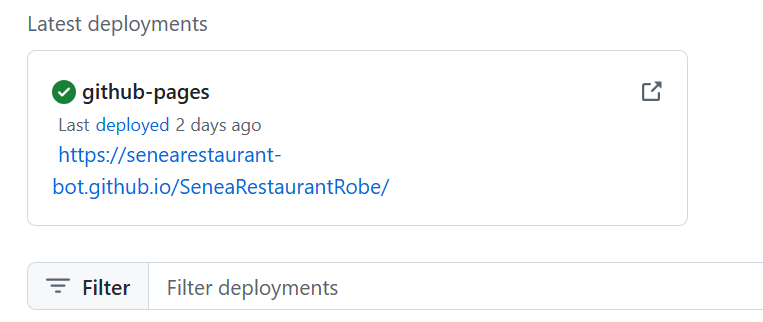 Latest deployments
github-pages
Last deployed 2 days ago
https://senearestaurant-
bot.github.io/SeneaRestaurantRobe/
Filter
Filter deployments